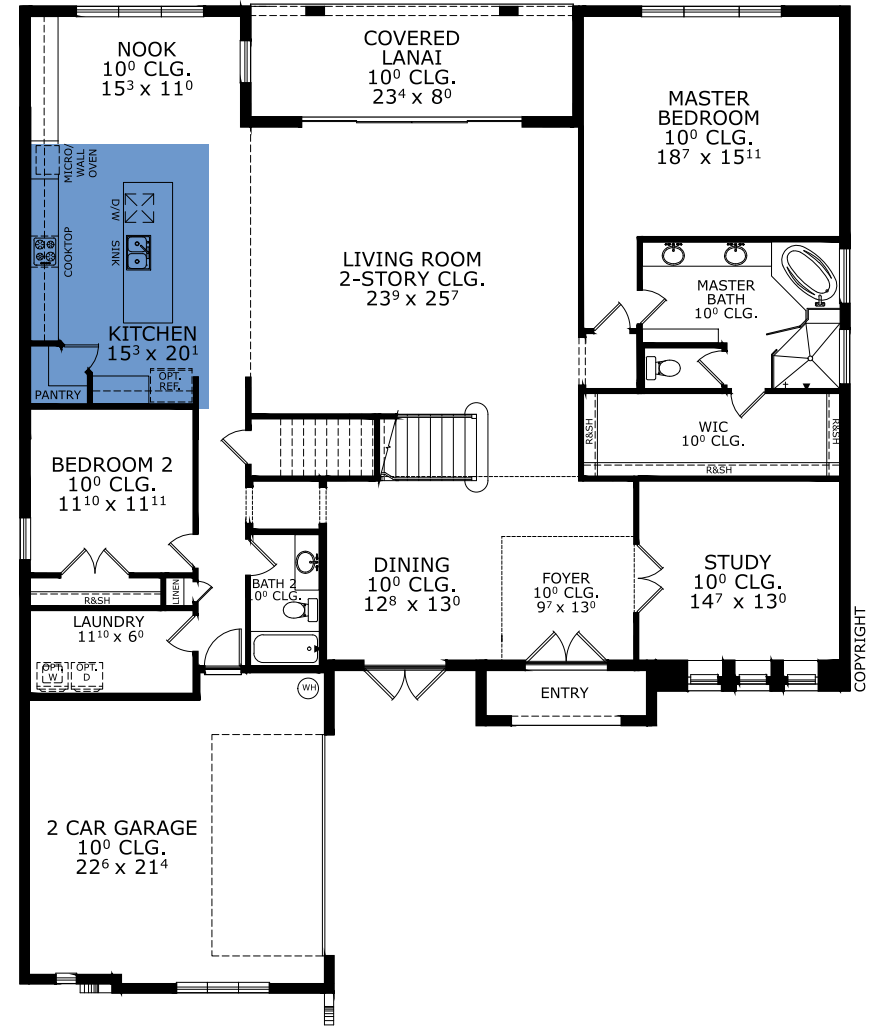 NOOK
10⁰ CLG.
15³ x 11⁰
COVERED
LANAI
10⁰ CLG.
23⁴ x 8⁰
MASTER
BEDROOM
10⁰ CLG.
18⁷ x 15¹¹
MICRO/
WALL
OVEN
D/W
SINK
COOKTOP
KITCHEN
15³ x 20¹
OPT.
REF.
PANTRY
LIVING ROOM
2-STORY CLG.
23⁹ x 25⁷
MASTER
BATH
10⁰ CLG.
WIC
10⁰ CLG.
R&SH
R&SH
R&SH
BEDROOM 2
10⁰ CLG.
11¹⁰ x 11¹¹
R&SH
LINEN
BATH 2
10⁰ CLG.
LAUNDRY
11¹⁰ x 6⁰
OPT.
W
OPT.
D
DINING
10⁰ CLG.
12⁸ x 13⁰
FOYER
10⁰ CLG.
9⁷ x 13⁰
STUDY
10⁰ CLG.
14⁷ x 13⁰
ENTRY
WH
COPYRIGHT
2 CAR GARAGE
10⁰ CLG.
22⁶ x 21⁴